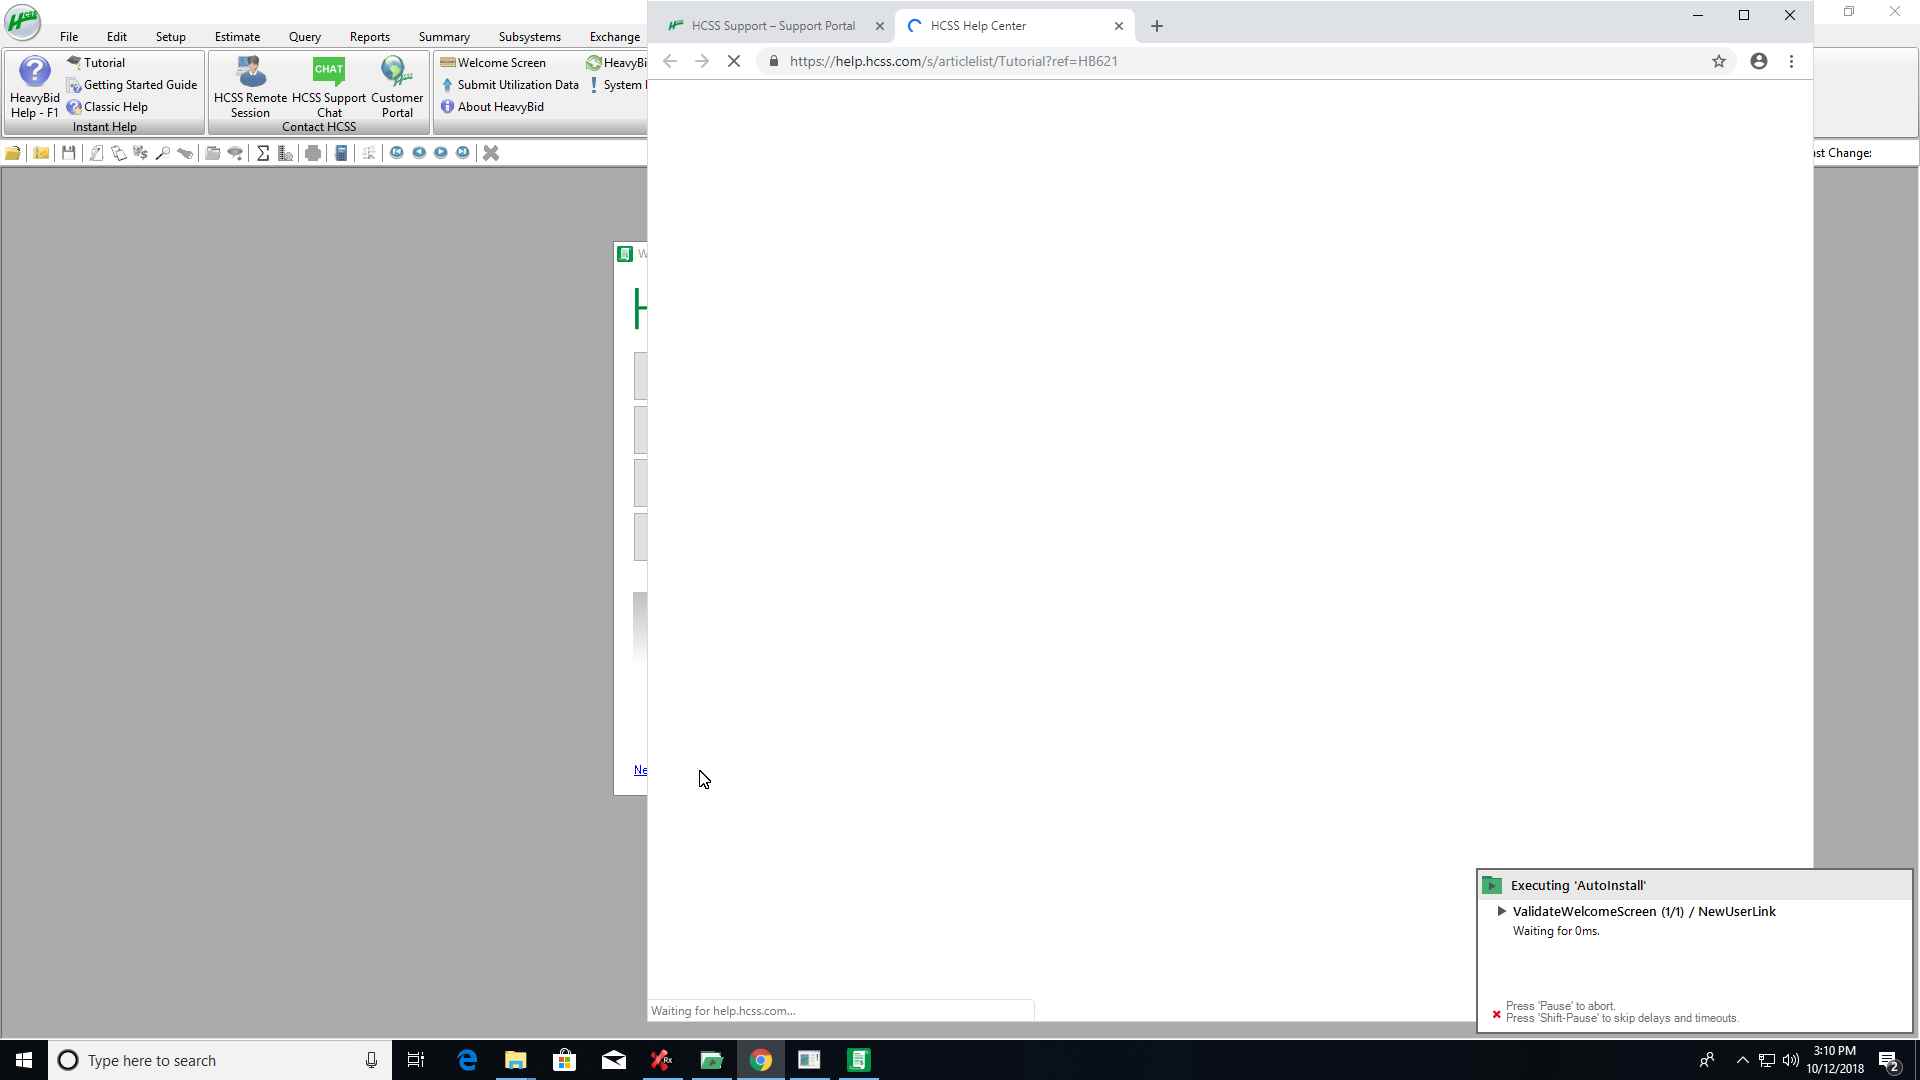 HCSS
HCSS Support – Support Portal
HCSS Help Center
File Edit Setup Estimate Query Reports Summary Subsystems Exchange
https://help.hcss.com/s/articlelist/Tutorial?ref=HB621
Tutorial
Getting Started Guide
Classic Help
HeavyBid
Help - F1
Instant Help
CHAT
HCSS Remote
Session
HCSS Support
Chat
Customer
Portal
Contact HCSS
Welcome Screen
Submit Utilization Data
About HeavyBid
HeavyBi
System
st Change:
W
H
Ne
Executing 'AutoInstall'
ValidateWelcomeScreen (1/1) / NewUserLink
Waiting for 0ms.
Press 'Pause' to abort.
Press 'Shift-Pause' to skip delays and timeouts.
Waiting for help.hcss.com...
Type here to search
Rx
3:10 PM
10/12/2018
2